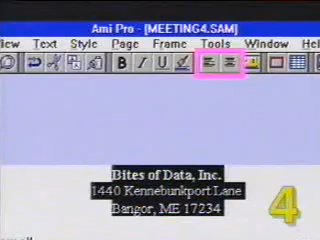 Ami Pro - [MEETING4.SAM]
iew Text Style Page Frame Tools Window Hel
B I U
Bites of Data, Inc.
1440 Kennebunkport Lane
Bangor, ME 17234
4